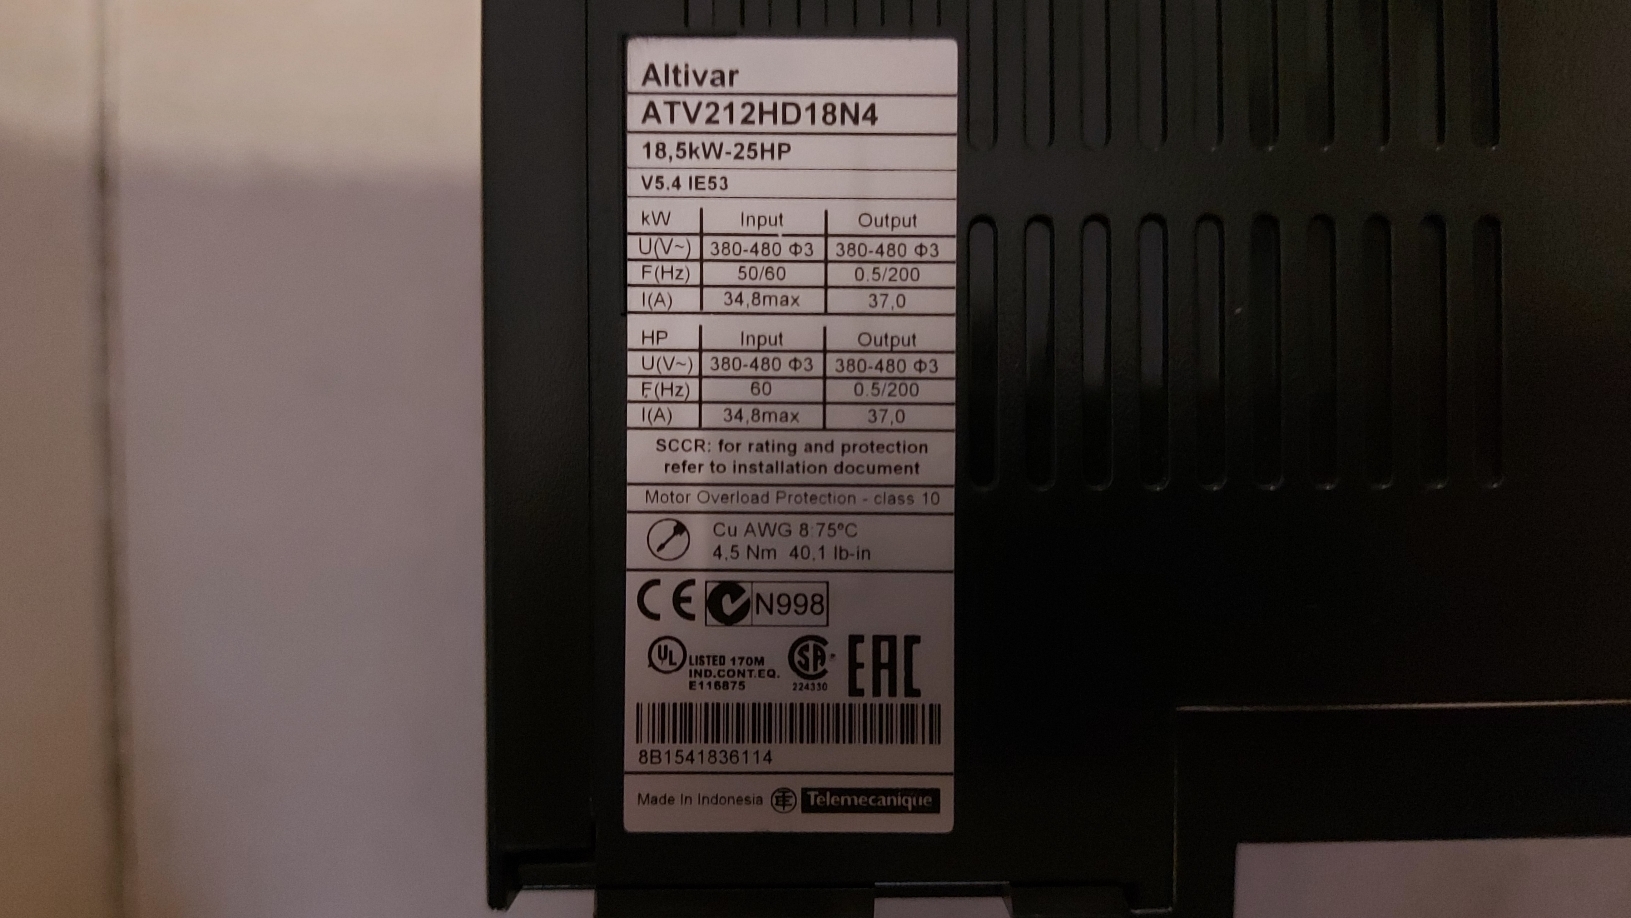 Altivar
ATV212HD18N4
18,5kW-25HP
V5.4 IE53
kW Input Output
U(V~) 380-480 Φ3 380-480 Φ3
F(Hz) 50/60 0.5/200
I(A) 34,8max 37,0
HP Input Output
U(V~) 380-480 Φ3 380-480 Φ3
F(Hz) 60 0.5/200
I(A) 34,8max 37,0
SCCR: for rating and protection
refer to installation document
Motor Overload Protection - class 10
Cu AWG 8 75ºC
4,5 Nm 40,1 lb-in
CE N998
UL LISTED 170M
IND.CONT.EQ.
E116875
SA
224330
EAC
8B1541836114
Made In Indonesia Telemecanique